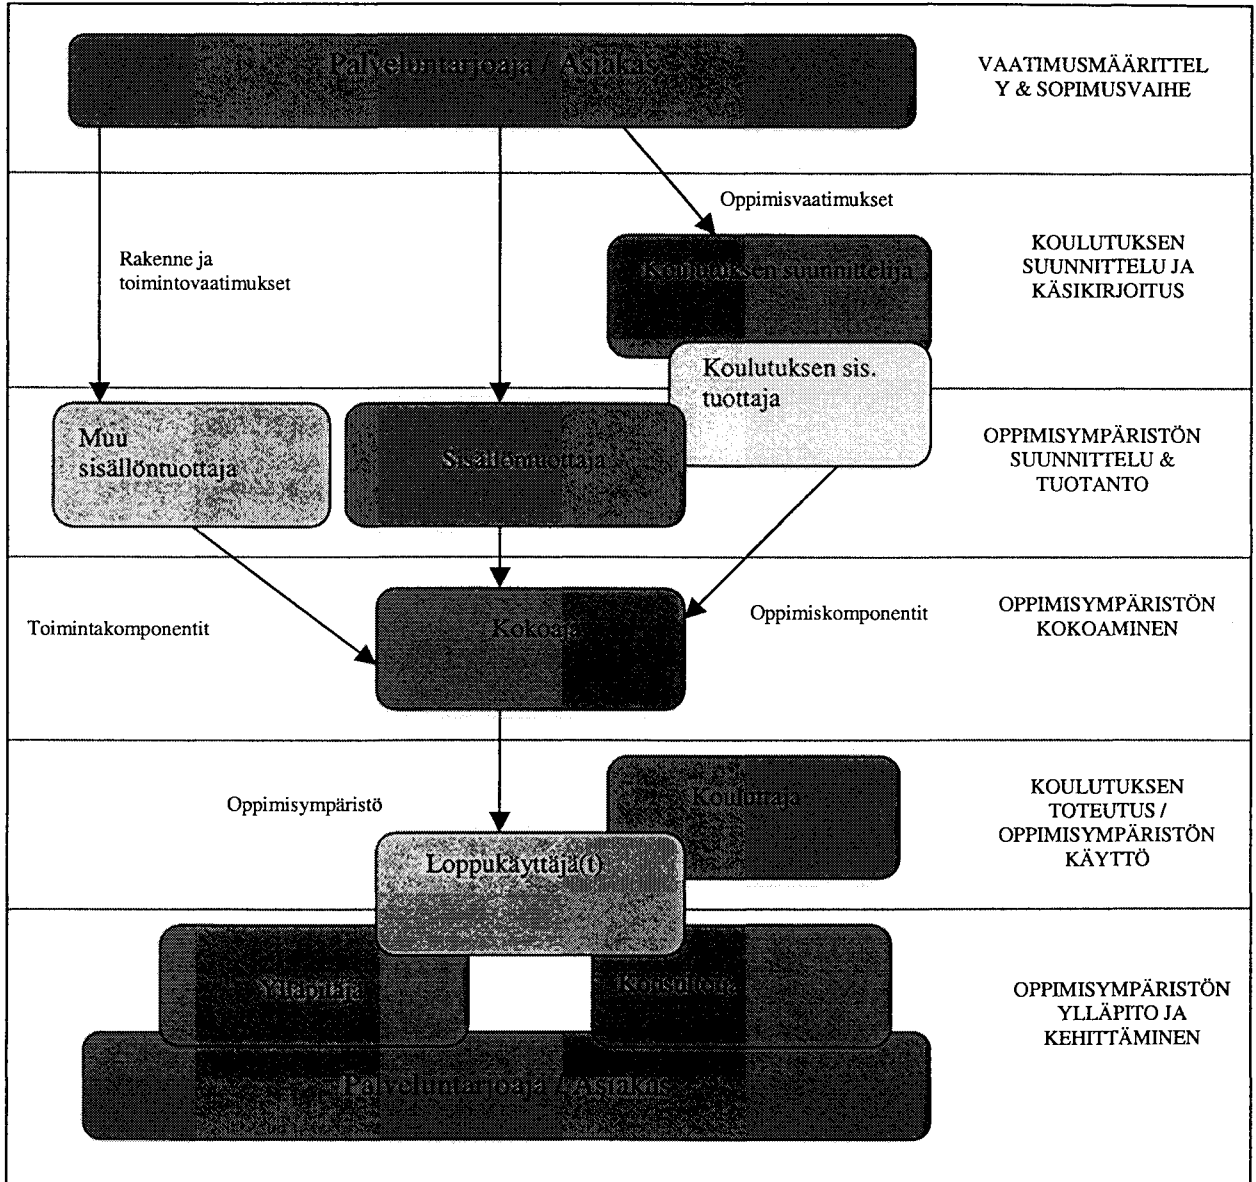 Palveluntarjoaja / Asiakas
VAATIMUSMÄÄRITTEL
Y & SOPIMUSVAIHE
Oppimisvaatimukset
Rakenne ja
toimintovaatimukset
Koulutuksen suunnittelija
KOULUTUKSEN
SUUNNITTELU JA
KÄSIKIRJOITUS
Koulutuksen sis.
tuottaja
Muu
sisällöntuottaja
Sisällöntuottaja
OPPIMISYMPÄRISTÖN
SUUNNITTELU &
TUOTANTO
Toimintakomponentit
Kokoaja
Oppimiskomponentit
OPPIMISYMPÄRISTÖN
KOKOAMINEN
Oppimisympäristö
Kouluttaja
Loppukäyttäjä(t)
KOULUTUKSEN
TOTEUTUS /
OPPIMISYMPÄRISTÖN
KÄYTTÖ
Ylläpitäjä
Konsultoija
OPPIMISYMPÄRISTÖN
YLLÄPITO JA
KEHITTÄMINEN
Palveluntarjoaja / Asiakas